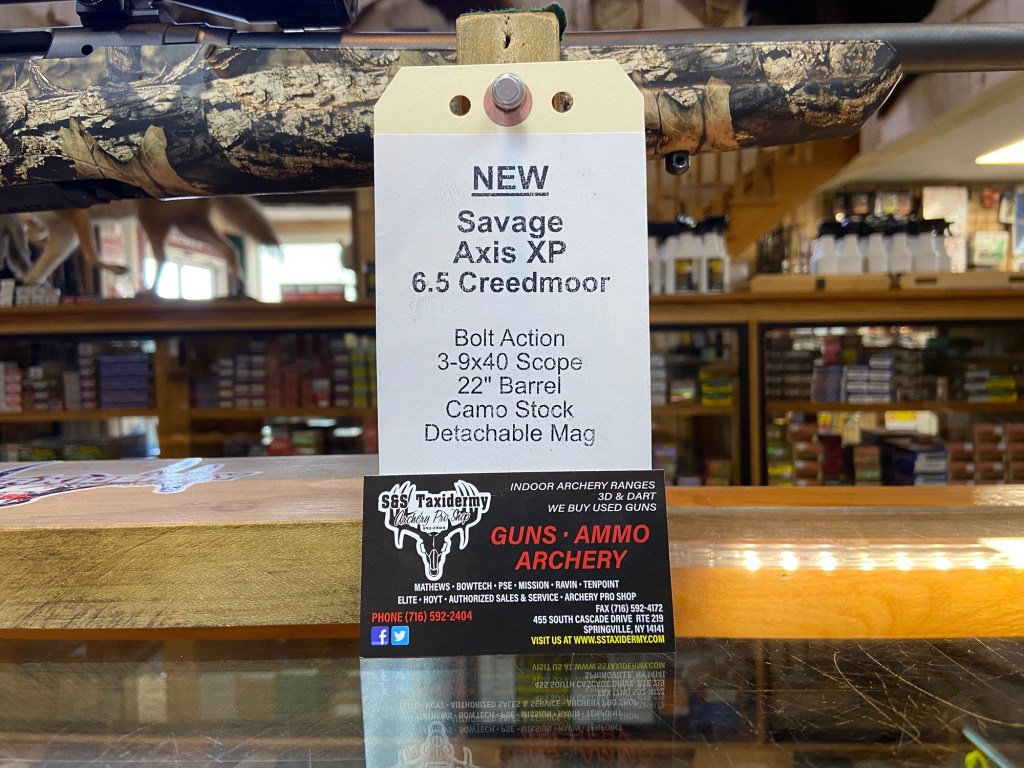 NEW
Savage
Axis XP
6.5 Creedmoor
Bolt Action
3-9x40 Scope
22" Barrel
Camo Stock
Detachable Mag
S&S Taxidermy
Archery Pro Shop
INDOOR ARCHERY RANGES
3D & DART
WE BUY USED GUNS
GUNS · AMMO
ARCHERY
MATHEWS • BOWTECH • PSE • MISSION • RAVIN • TENPOINT
ELITE • HOYT • AUTHORIZED SALES & SERVICE • ARCHERY PRO SHOP
PHONE (716) 592-2404
FAX (716) 592-4172
455 SOUTH CASCADE DRIVE RTE 219
SPRINGVILLE, NY 14141
VISIT US AT WWW.SSTAXIDERMY.COM